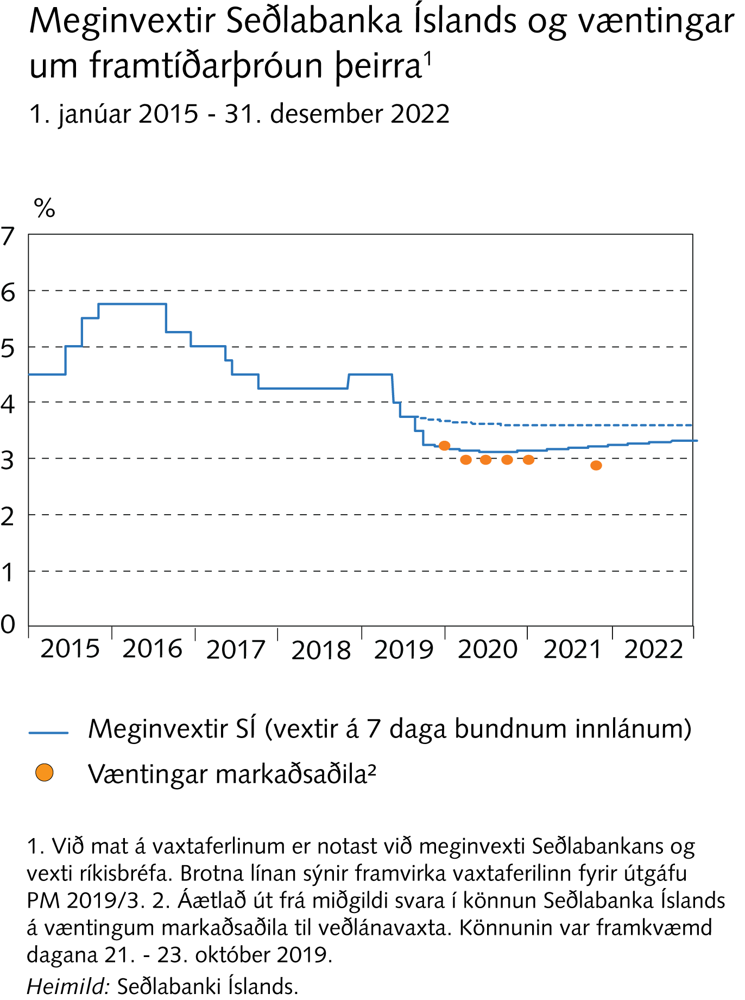 Meginvextir Seðlabanka Íslands og væntingar
um framtíðarþróun þeirra¹
1. janúar 2015 - 31. desember 2022
%
7
6
5
4
3
2
1
0
2015 2016 2017 2018 2019 2020 2021 2022
Meginvextir SÍ (vextir á 7 daga bundnum innlánum)
Væntingar markaðsaðila²
1. Við mat á vaxtaferlinum er notast við meginvexti Seðlabankans og
vexti ríkisbréfa. Brotna línan sýnir framvirka vaxtaferilinn fyrir útgáfu
PM 2019/3. 2. Áætlað út frá miðgildi svara í könnun Seðlabanka Íslands
á væntingum markaðsaðila til veðlánavaxta. Könnunin var framkvæmd
dagana 21. - 23. október 2019.
Heimild: Seðlabanki Íslands.